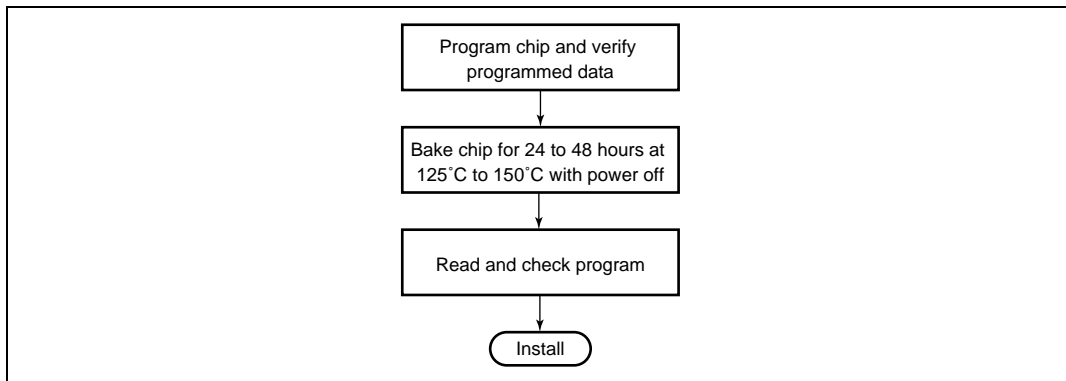 Program chip and verify
programmed data
Bake chip for 24 to 48 hours at
125˚C to 150˚C with power off
Read and check program
Install